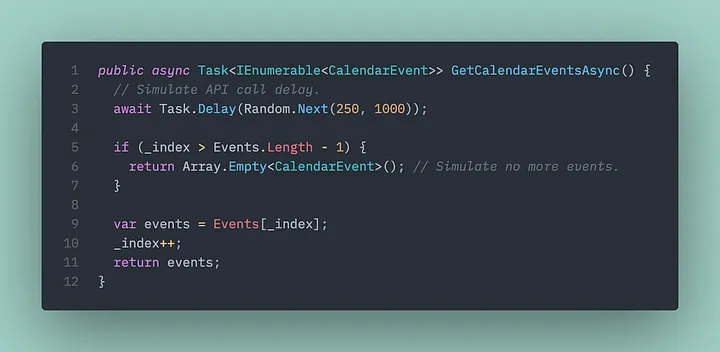 1 public async Task<IEnumerable<CalendarEvent>> GetCalendarEventsAsync() {
2 // Simulate API call delay.
3 await Task.Delay(Random.Next(250, 1000));
4
5 if (_index > Events.Length - 1) {
6 return Array.Empty<CalendarEvent>(); // Simulate no more events.
7 }
8
9 var events = Events[_index];
10 _index++;
11 return events;
12 }